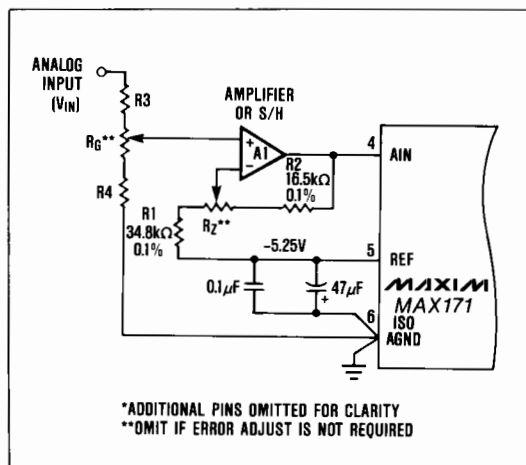 ANALOG
INPUT
(VIN)
R3
RG**
R4
AMPLIFIER
OR S/H
+
A1
−
R2
16.5kΩ
0.1%
R1
34.8kΩ
0.1%
RZ**
−5.25V
0.1μF
47μF
+
4
AIN
5
REF
MAXIM
MAX171
6
ISO
AGND
*ADDITIONAL PINS OMITTED FOR CLARITY
**OMIT IF ERROR ADJUST IS NOT REQUIRED